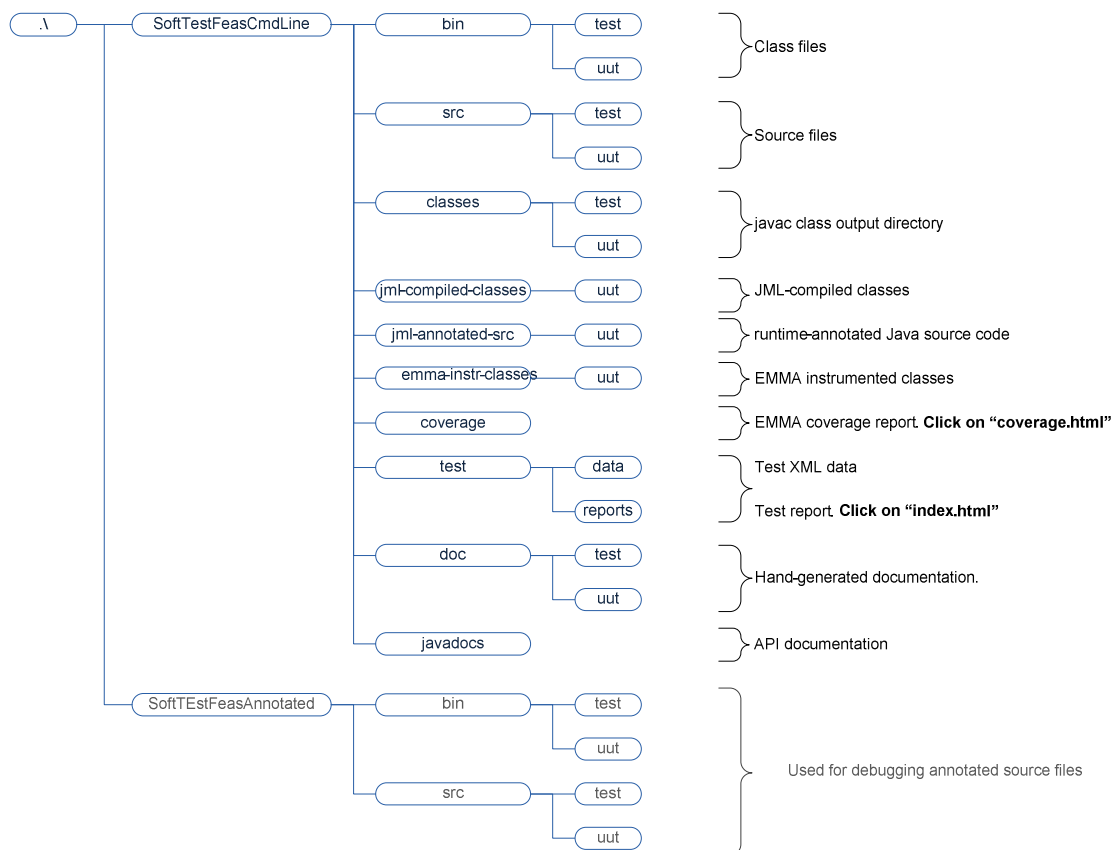 .\ SoftTestFeasCmdLine bin test
Class files
uut
src test
Source files
uut
classes test
javac class output directory
uut
jml-compiled-classes uut JML-compiled classes
jml-annotated-src uut runtime-annotated Java source code
emma-instr-classes uut EMMA instrumented classes
coverage EMMA coverage report. Click on “coverage.html”
test data Test XML data
reports Test report. Click on “index.html”
doc test
Hand-generated documentation.
uut
javadocs API documentation
SoftTEstFeasAnnotated bin test
uut
Used for debugging annotated source files
src test
uut